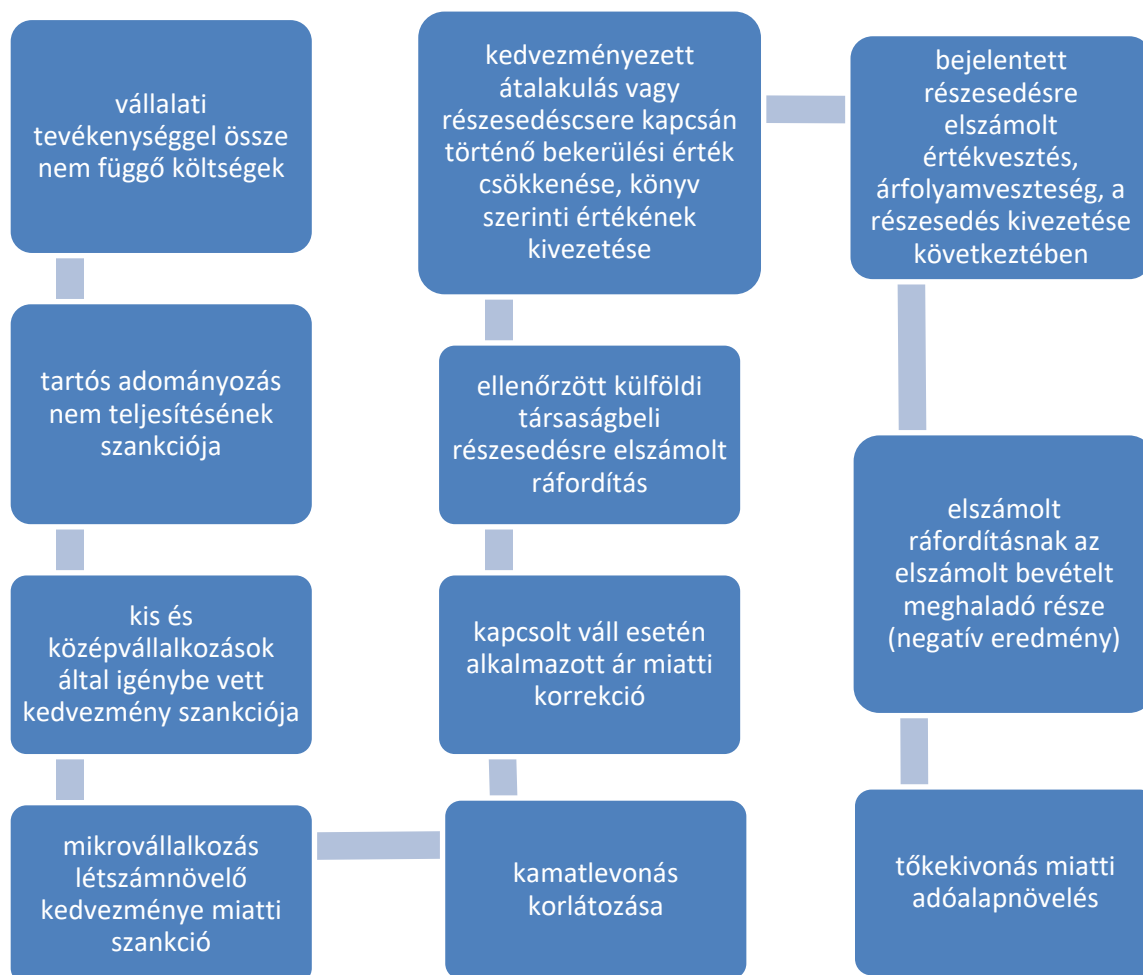 vállalati
tevékenységgel össze
nem függő költségek
tartós adományozás
nem teljesítésének
szankciója
kis és
középvállalkozások
által igénybe vett
kedvezmény szankciója
mikrovállalkozás
létszámnövelő
kedvezménye miatti
szankció
kamatlevonás
korlátozása
kapcsolt váll esetén
alkalmazott ár miatti
korrekció
ellenőrzött külföldi
társaságbeli
részesedésre elszámolt
ráfordítás
kedvezményezett
átalakulás vagy
részesedéscsere kapcsán
történő bekerülési érték
csökkenése, könyv
szerinti értékének
kivezetése
bejelentett
részesedésre
elszámolt
értékvesztés,
árfolyamveszteség, a
részesedés kivezetése
következtében
elszámolt
ráfordításnak az
elszámolt bevételt
meghaladó része
(negatív eredmény)
tőkekivonás miatti
adóalapnövelés